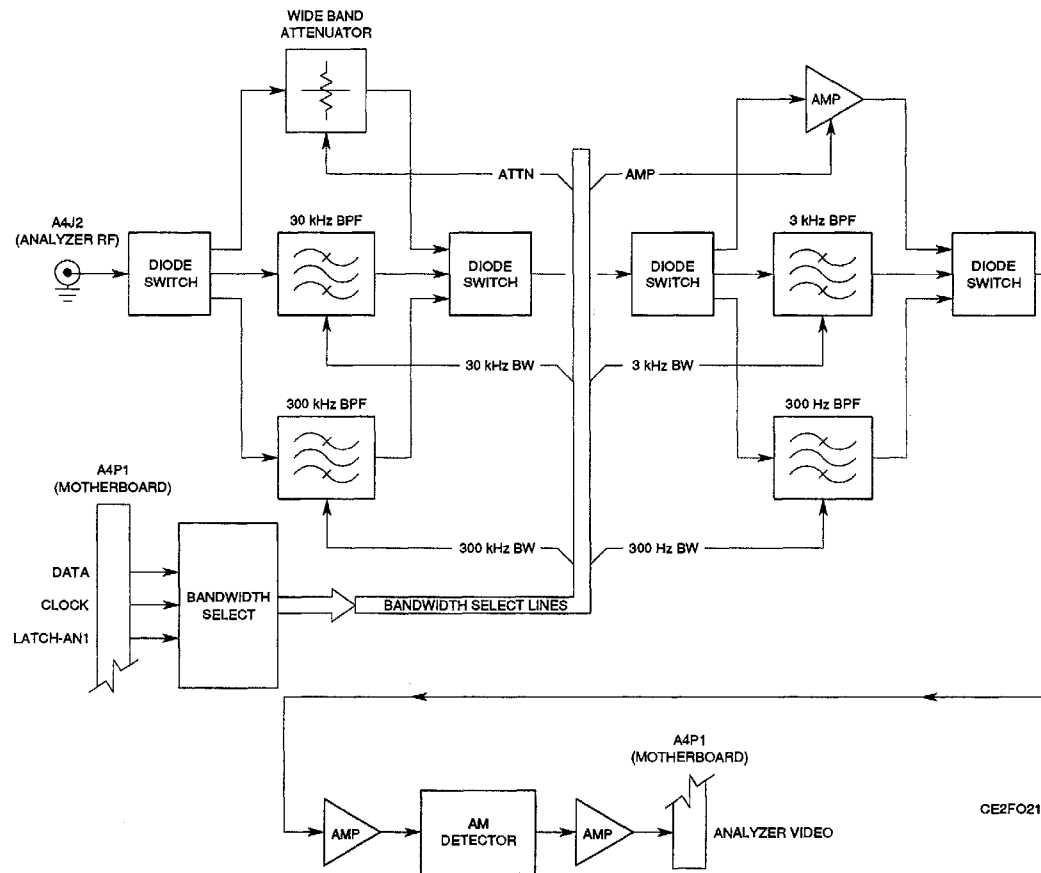 WIDE BAND
ATTENUATOR
AMP
ATTN
AMP
A4J2
(ANALYZER RF)
30 kHz BPF
3 kHz BPF
DIODE
SWITCH
DIODE
SWITCH
DIODE
SWITCH
DIODE
SWITCH
30 kHz BW
3 kHz BW
300 kHz BPF
300 Hz BPF
A4P1
(MOTHERBOARD)
300 kHz BW
300 Hz BW
DATA
CLOCK
LATCH-AN1
BANDWIDTH
SELECT
BANDWIDTH SELECT LINES
A4P1
(MOTHERBOARD)
AMP
AM
DETECTOR
AMP
ANALYZER VIDEO
CE2FO21